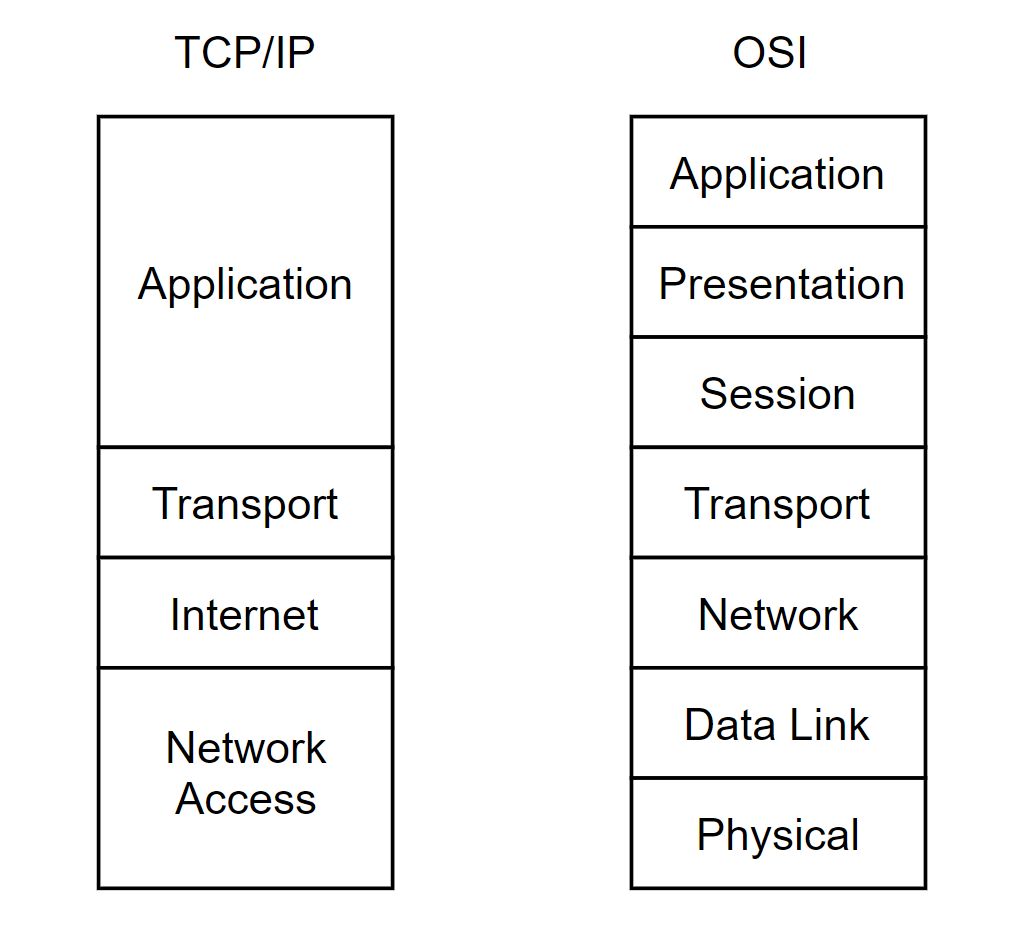 TCP/IP
Application
Transport
Internet
Network
Access
OSI
Application
Presentation
Session
Transport
Network
Data Link
Physical